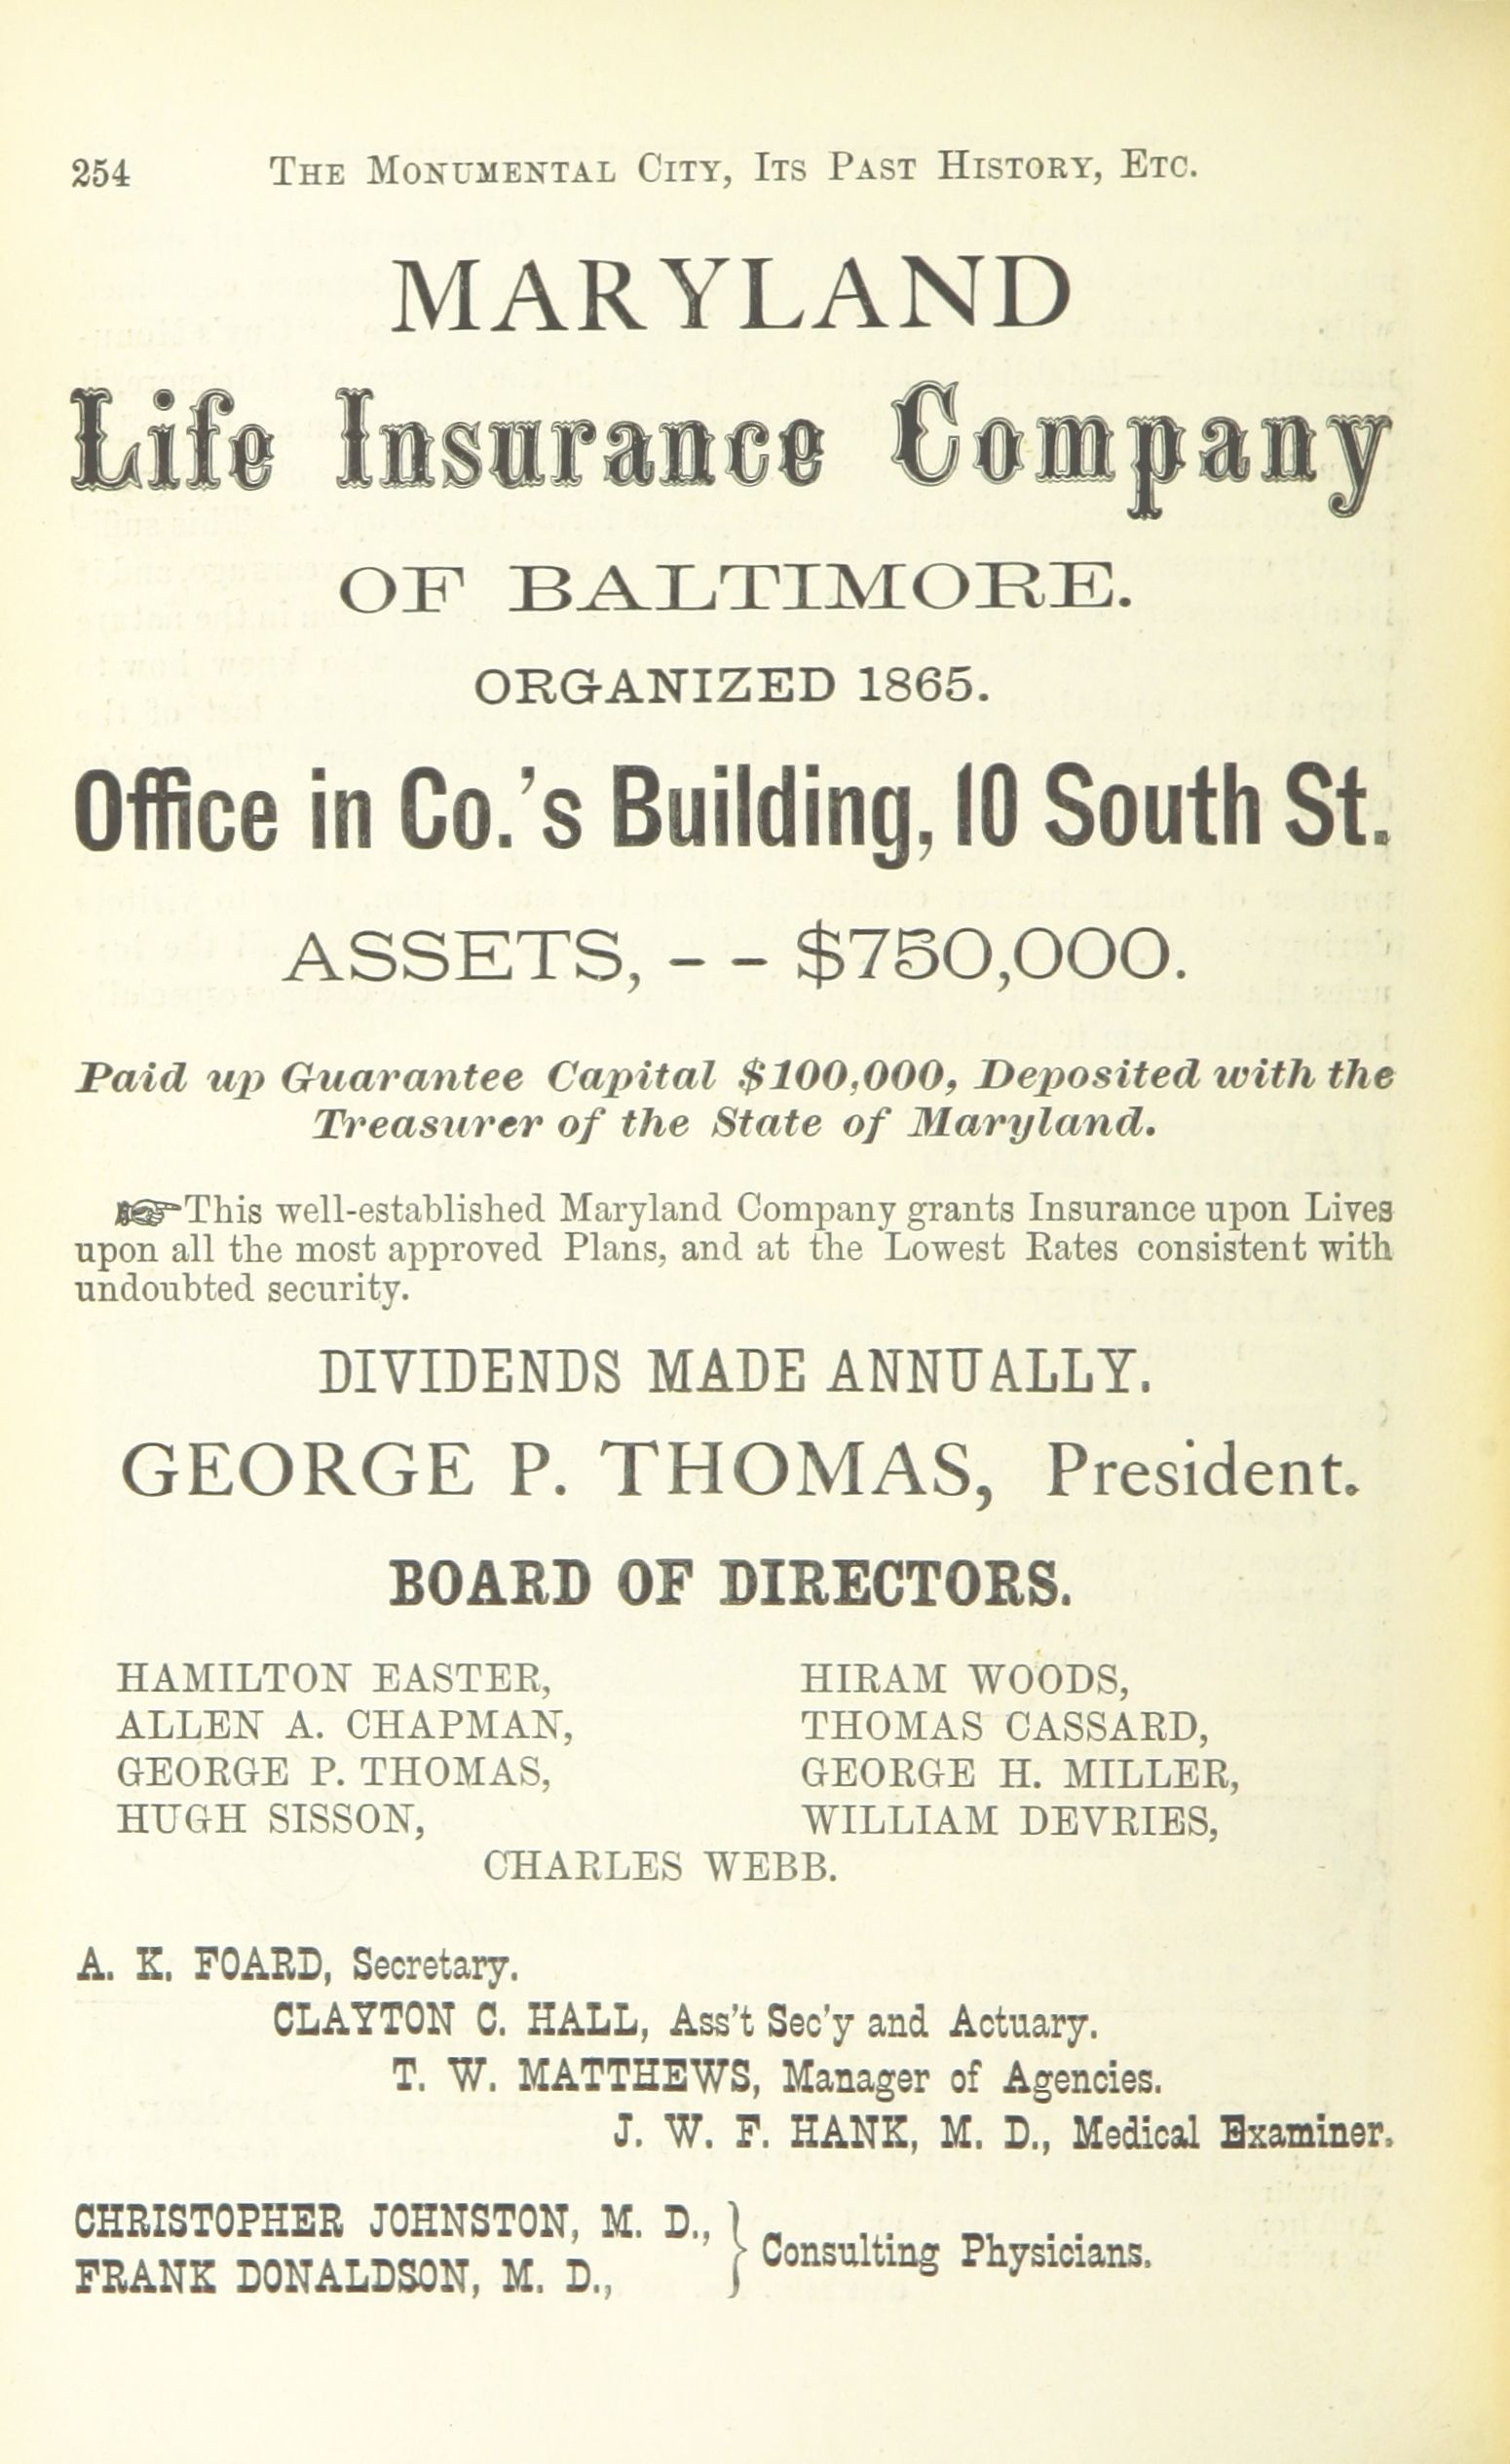 254 THE MONUMENTAL CITY, ITS PAST HISTORY, ETC.
MARYLAND
Life Insurance Company
OF BALTIMORE.
ORGANIZED 1865.
Office in Co.'s Building, 10 South St.
ASSETS, - - $750,000.
Paid up Guarantee Capital $100,000, Deposited with the
Treasurer of the State of Maryland.
☞This well-established Maryland Company grants Insurance upon Lives
upon all the most approved Plans, and at the Lowest Rates consistent with
undoubted security.
DIVIDENDS MADE ANNUALLY.
GEORGE P. THOMAS, President.
BOARD OF DIRECTORS.
HAMILTON EASTER, HIRAM WOODS,
ALLEN A. CHAPMAN, THOMAS CASSARD,
GEORGE P. THOMAS, GEORGE H. MILLER,
HUGH SISSON, WILLIAM DEVRIES,
CHARLES WEBB.
A. K. FOARD, Secretary.
CLAYTON C. HALL, Ass't Sec'y and Actuary.
T. W. MATTHEWS, Manager of Agencies.
J. W. F. HANK, M. D., Medical Examiner.
CHRISTOPHER JOHNSTON, M. D.,
FRANK DONALDSON, M. D., } Consulting Physicians.